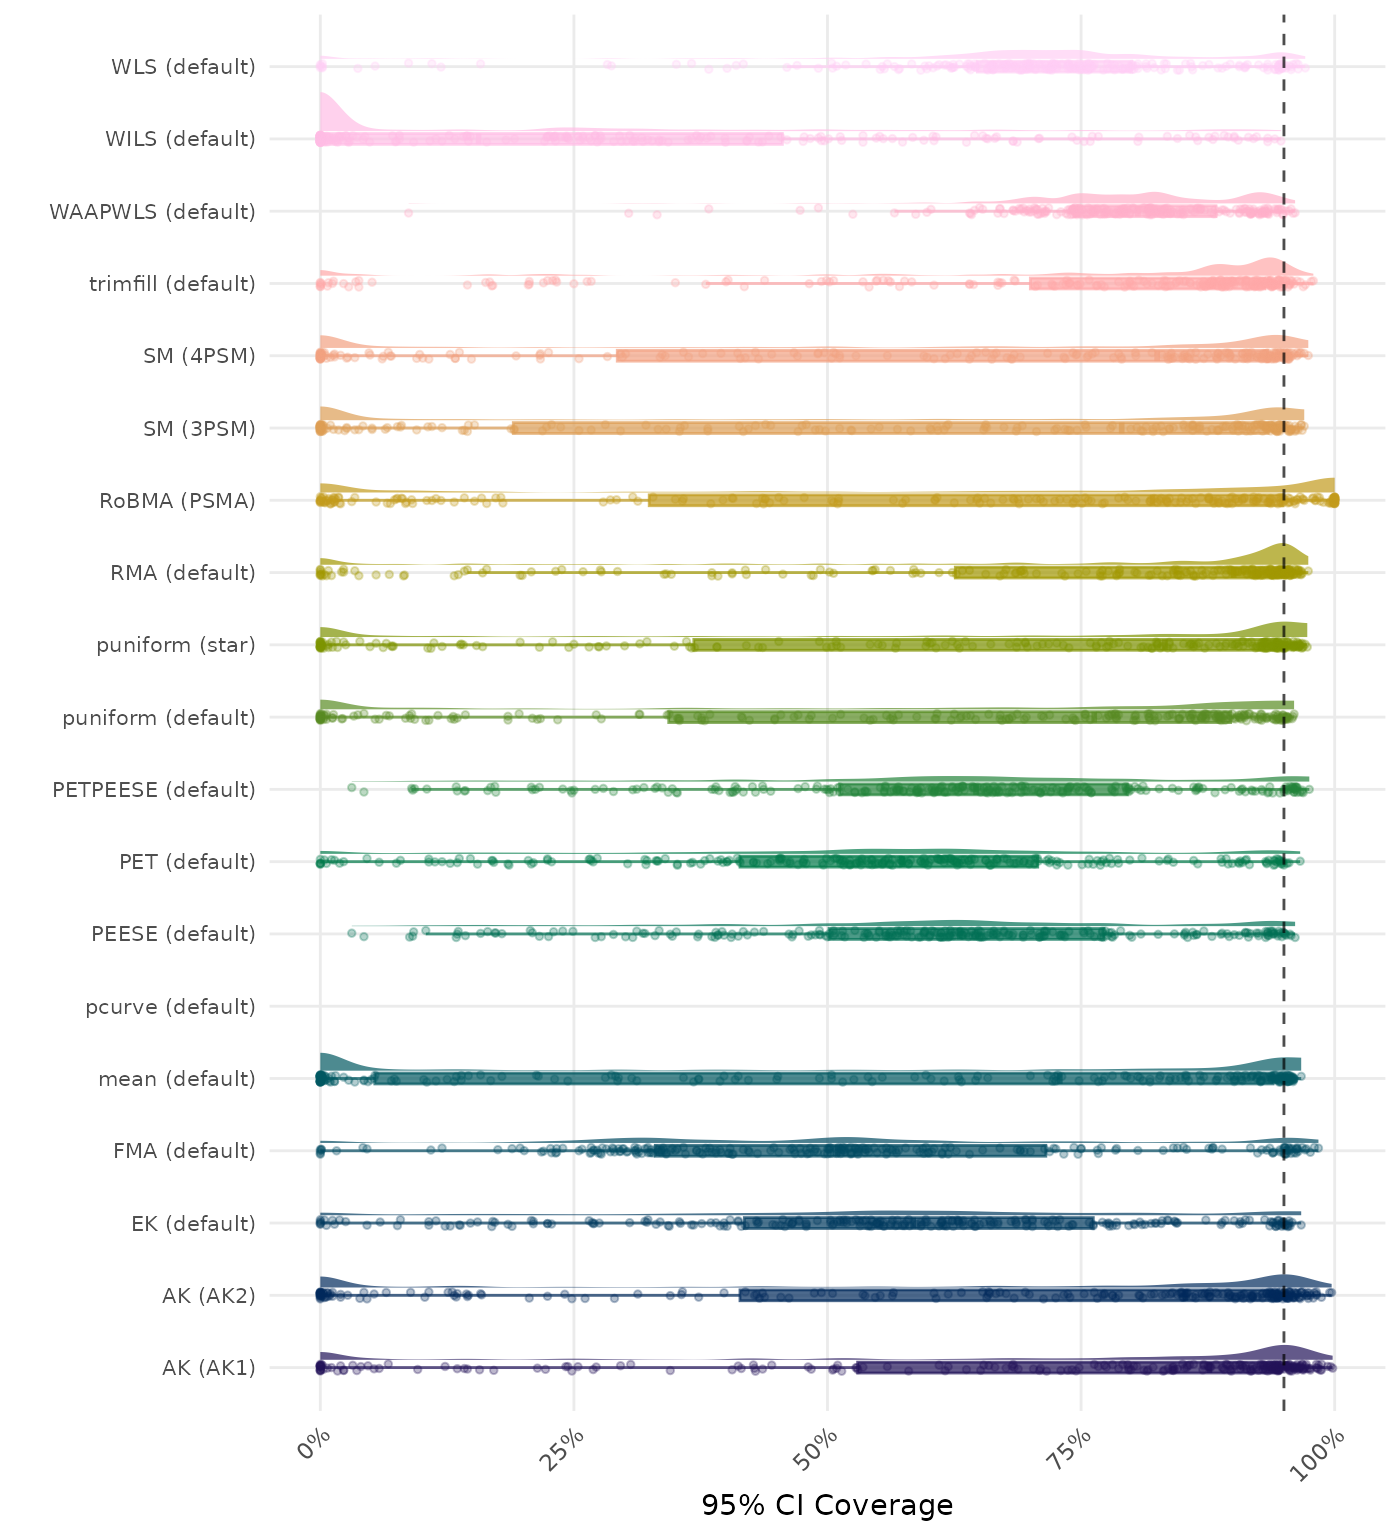 WLS (default)
WILS (default)
WAAPWLS (default)
trimfill (default)
SM (4PSM)
SM (3PSM)
RoBMA (PSMA)
RMA (default)
puniform (star)
puniform (default)
PETPEESE (default)
PET (default)
PEESE (default)
pcurve (default)
mean (default)
FMA (default)
EK (default)
AK (AK2)
AK (AK1)
0% 25% 50% 75% 100%
95% CI Coverage